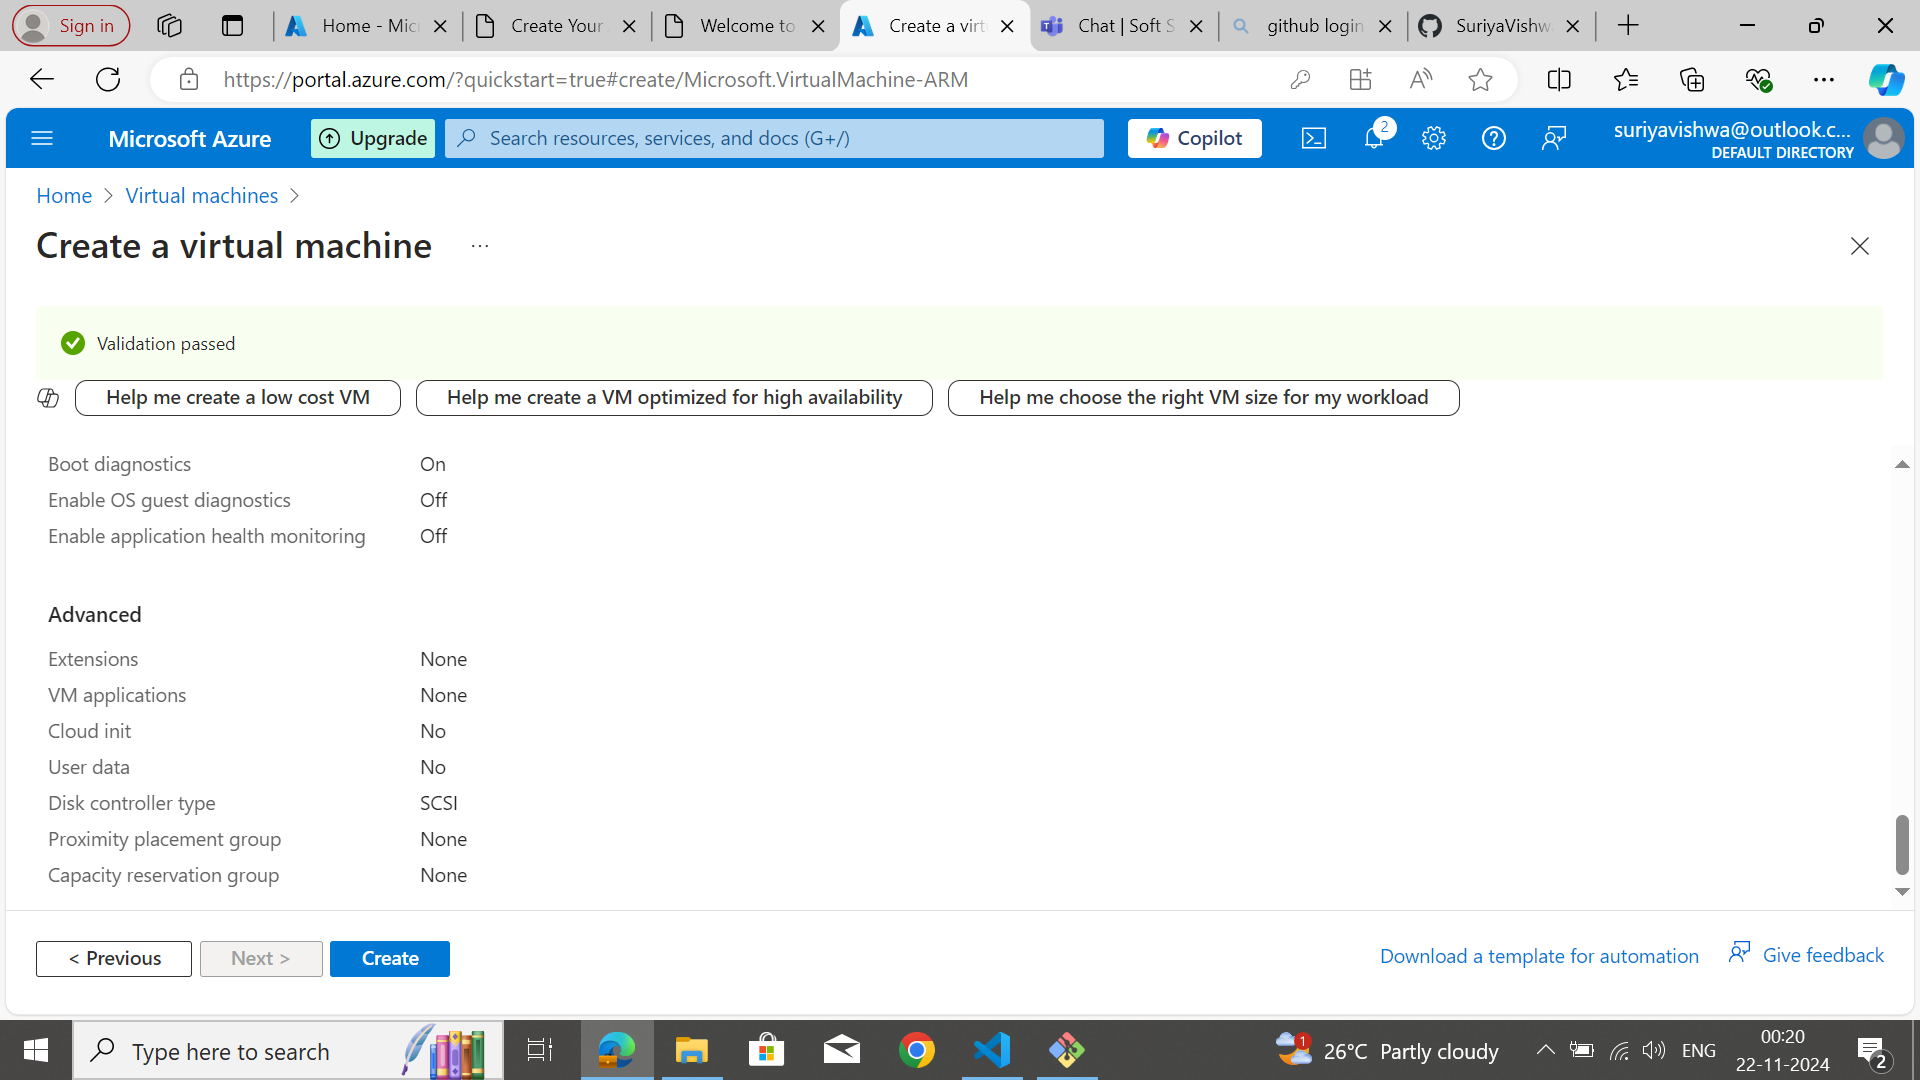 Sign in
Home - Mic
Create Your
Welcome to
Create a virt
Chat | Soft S
github login
SuriyaVishw
https://portal.azure.com/?quickstart=true#create/Microsoft.VirtualMachine-ARM
Microsoft Azure
Upgrade
Search resources, services, and docs (G+/)
Copilot
2
suriyavishwa@outlook.c...
DEFAULT DIRECTORY
Home > Virtual machines >
Create a virtual machine ...
Validation passed
Help me create a low cost VM
Help me create a VM optimized for high availability
Help me choose the right VM size for my workload
Boot diagnostics On
Enable OS guest diagnostics Off
Enable application health monitoring Off
Advanced
Extensions None
VM applications None
Cloud init No
User data No
Disk controller type SCSI
Proximity placement group None
Capacity reservation group None
< Previous
Next >
Create
Download a template for automation
Give feedback
Type here to search
1
26°C Partly cloudy
ENG
00:20
22-11-2024
2